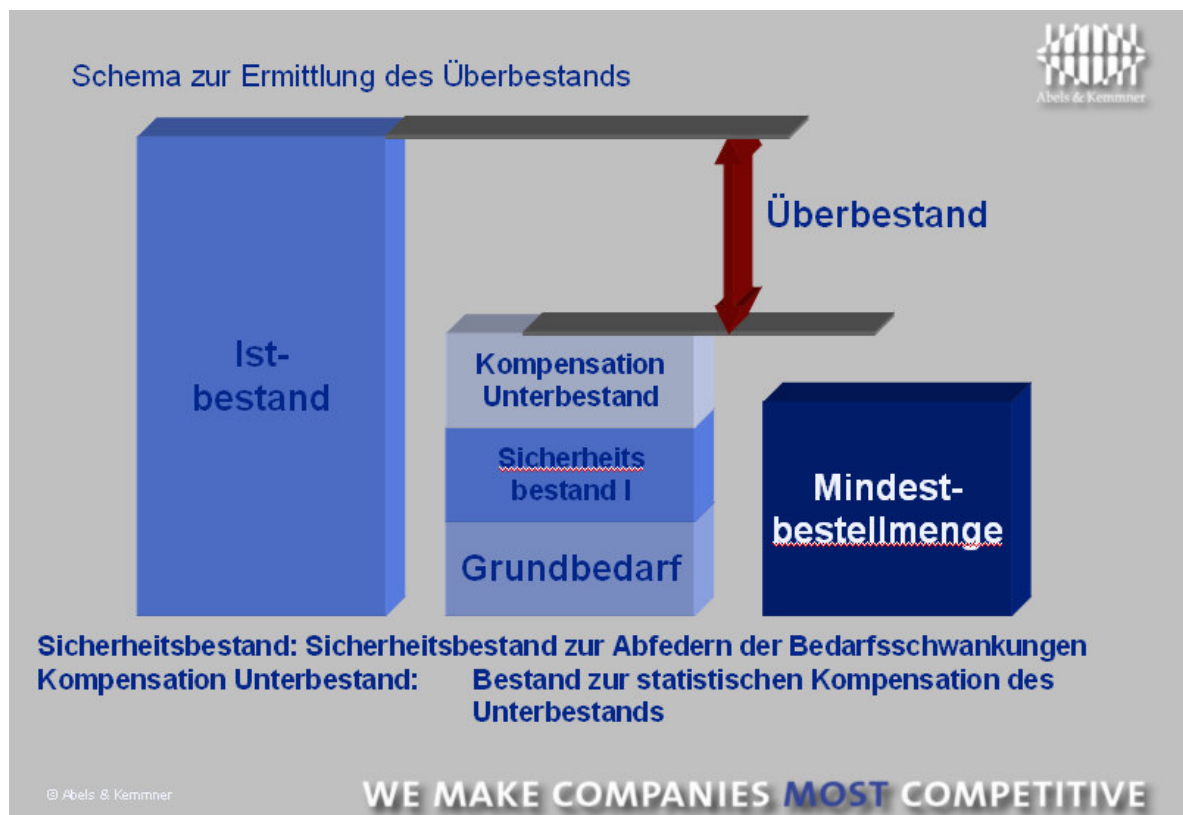 Schema zur Ermittlung des Überbestands
Abels & Kemmner
Überbestand
Ist-
bestand
Kompensation
Unterbestand
Sicherheits
bestand I
Grundbedarf
Mindest-
bestellmenge
Sicherheitsbestand: Sicherheitsbestand zur Abfedern der Bedarfsschwankungen
Kompensation Unterbestand: Bestand zur statistischen Kompensation des
Unterbestands
© Abels & Kemmner
WE MAKE COMPANIES MOST COMPETITIVE